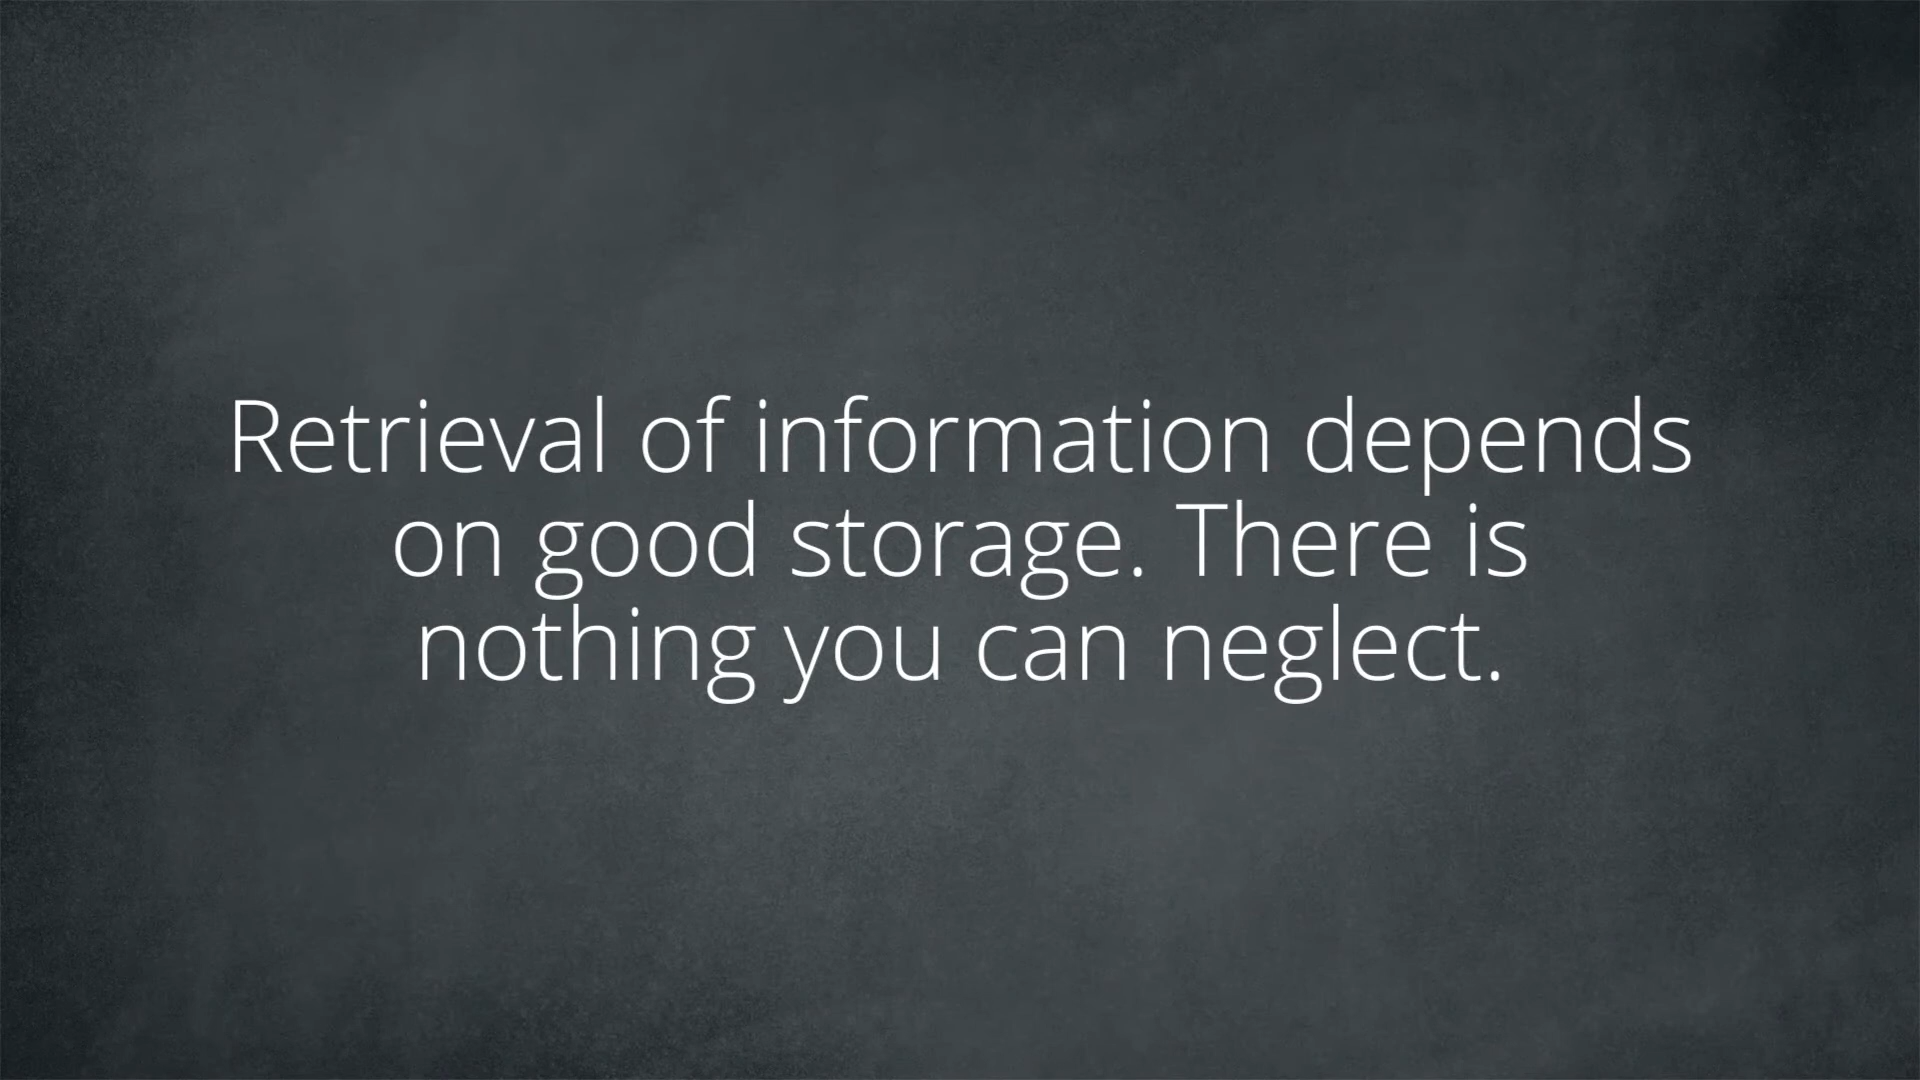 Retrieval of information depends
on good storage. There is
nothing you can neglect.